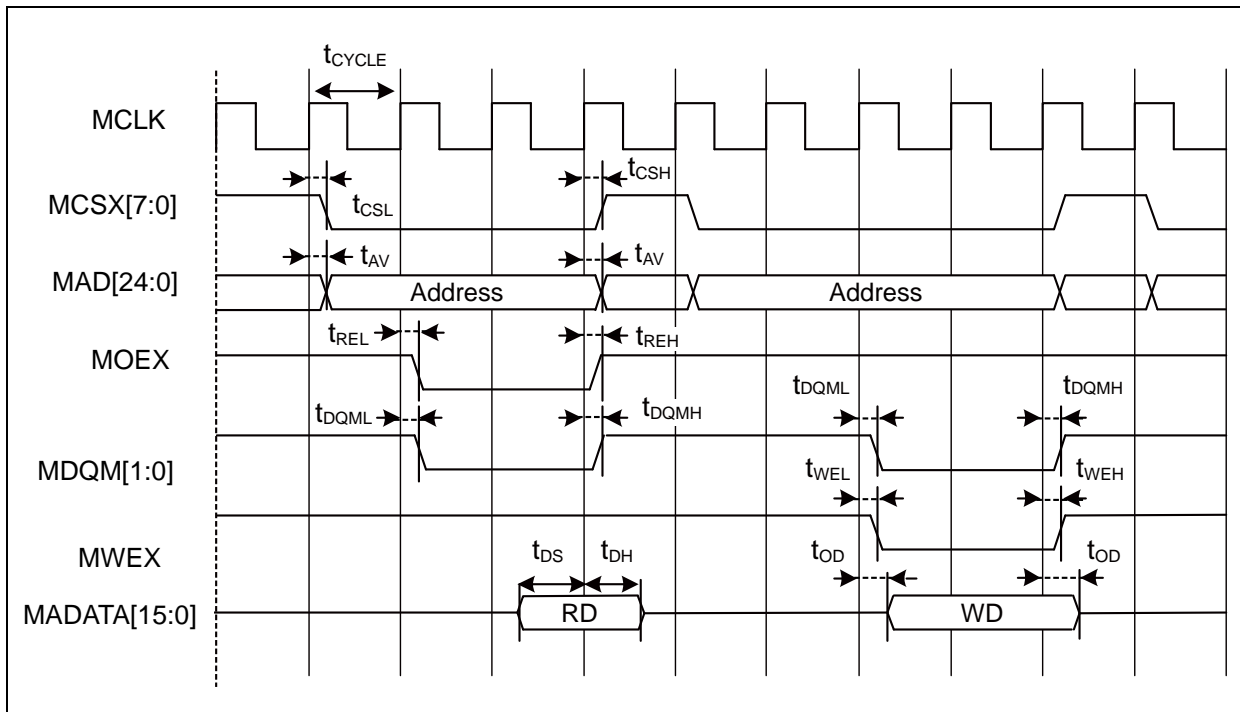 tCYCLE
MCLK
tCSH
MCSX[7:0]
tCSL
tAV
tAV
MAD[24:0]
Address
Address
tREL
tREH
MOEX
tDQML
tDQMH
tDQML
tDQMH
MDQM[1:0]
tWEL
tWEH
MWEX
tDS
tDH
tOD
tOD
MADATA[15:0]
RD
WD